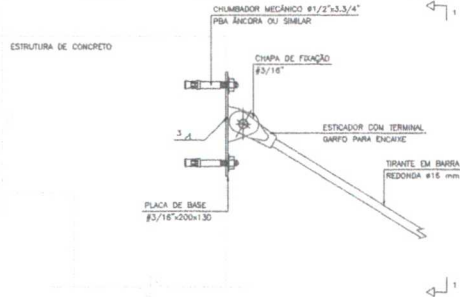 CHUMBADOR MECÂNICO ø1/2"x3.3/4"
PBA ÂNCORA OU SIMILAR
1
ESTRUTURA DE CONCRETO
CHAPA DE FIXAÇÃO
#3/16"
3
ESTICADOR COM TERMINAL
GARFO PARA ENCAIXE
TIRANTE EM BARRA
REDONDA ø16 mm
PLACA DE BASE
#3/16"x200x130
1